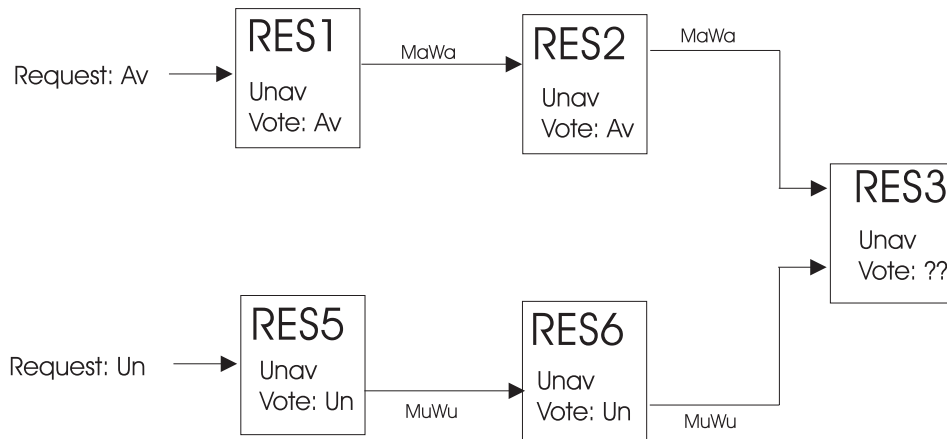 RES1
Unav
Vote: Av
Request: Av
MaWa
RES2
Unav
Vote: Av
MaWa
RES3
Unav
Vote: ??
Request: Un
RES5
Unav
Vote: Un
MuWu
RES6
Unav
Vote: Un
MuWu